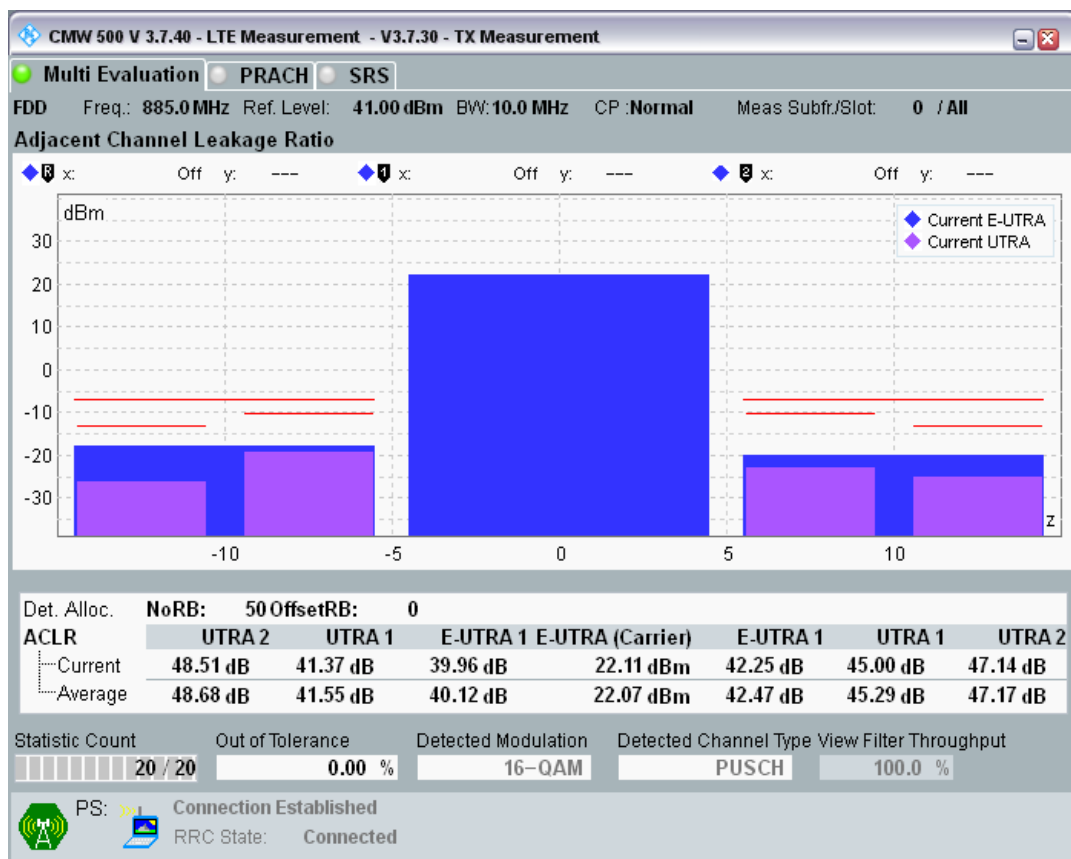 CMW 500 V 3.7.40 - LTE Measurement - V3.7.30 - TX Measurement
Multi Evaluation PRACH SRS
FDD Freq.: 885.0 MHz Ref. Level: 41.00 dBm BW: 10.0 MHz CP :Normal Meas Subfr./Slot: 0 / All
Adjacent Channel Leakage Ratio
R x: Off y: --- 1 x: Off y: --- 2 x: Off y: ---
dBm
Current E-UTRA
Current UTRA
30
20
10
0
-10
-20
-30
z
-10 -5 0 5 10
Det. Alloc. NoRB: 50 OffsetRB: 0
ACLR UTRA 2 UTRA 1 E-UTRA 1 E-UTRA (Carrier) E-UTRA 1 UTRA 1 UTRA 2
Current 48.51 dB 41.37 dB 39.96 dB 22.11 dBm 42.25 dB 45.00 dB 47.14 dB
Average 48.68 dB 41.55 dB 40.12 dB 22.07 dBm 42.47 dB 45.29 dB 47.17 dB
Statistic Count Out of Tolerance Detected Modulation Detected Channel Type View Filter Throughput
20 / 20 0.00 % 16-QAM PUSCH 100.0 %
PS: Connection Established
RRC State: Connected